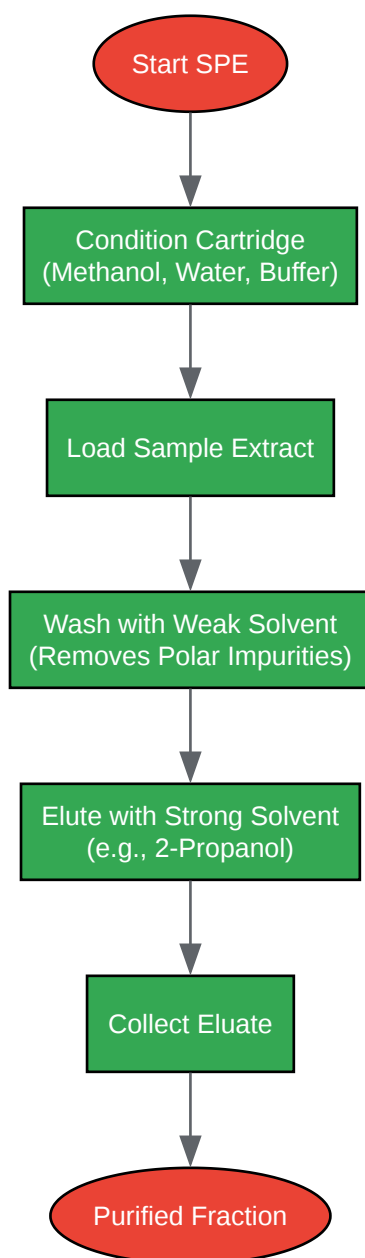 Start SPE
Condition Cartridge
(Methanol, Water, Buffer)
Load Sample Extract
Wash with Weak Solvent
(Removes Polar Impurities)
Elute with Strong Solvent
(e.g., 2-Propanol)
Collect Eluate
Purified Fraction